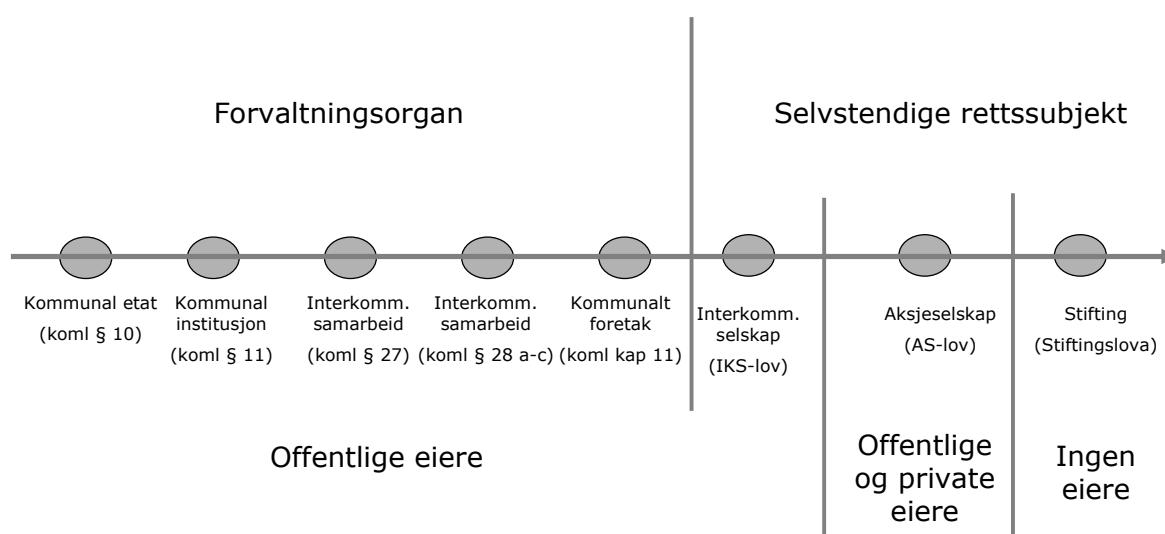 Forvaltningsorgan
Selvstendige rettssubjekt
Kommunal etat
(koml § 10)
Kommunal
institusjon
(koml § 11)
Interkomm.
samarbeid
(koml § 27)
Interkomm.
samarbeid
(koml § 28 a-c)
Kommunalt
foretak
(koml kap 11)
Interkomm.
selskap
(IKS-lov)
Aksjeselskap
(AS-lov)
Stifting
(Stiftingslova)
Offentlige eiere
Offentlige
og private
eiere
Ingen
eiere